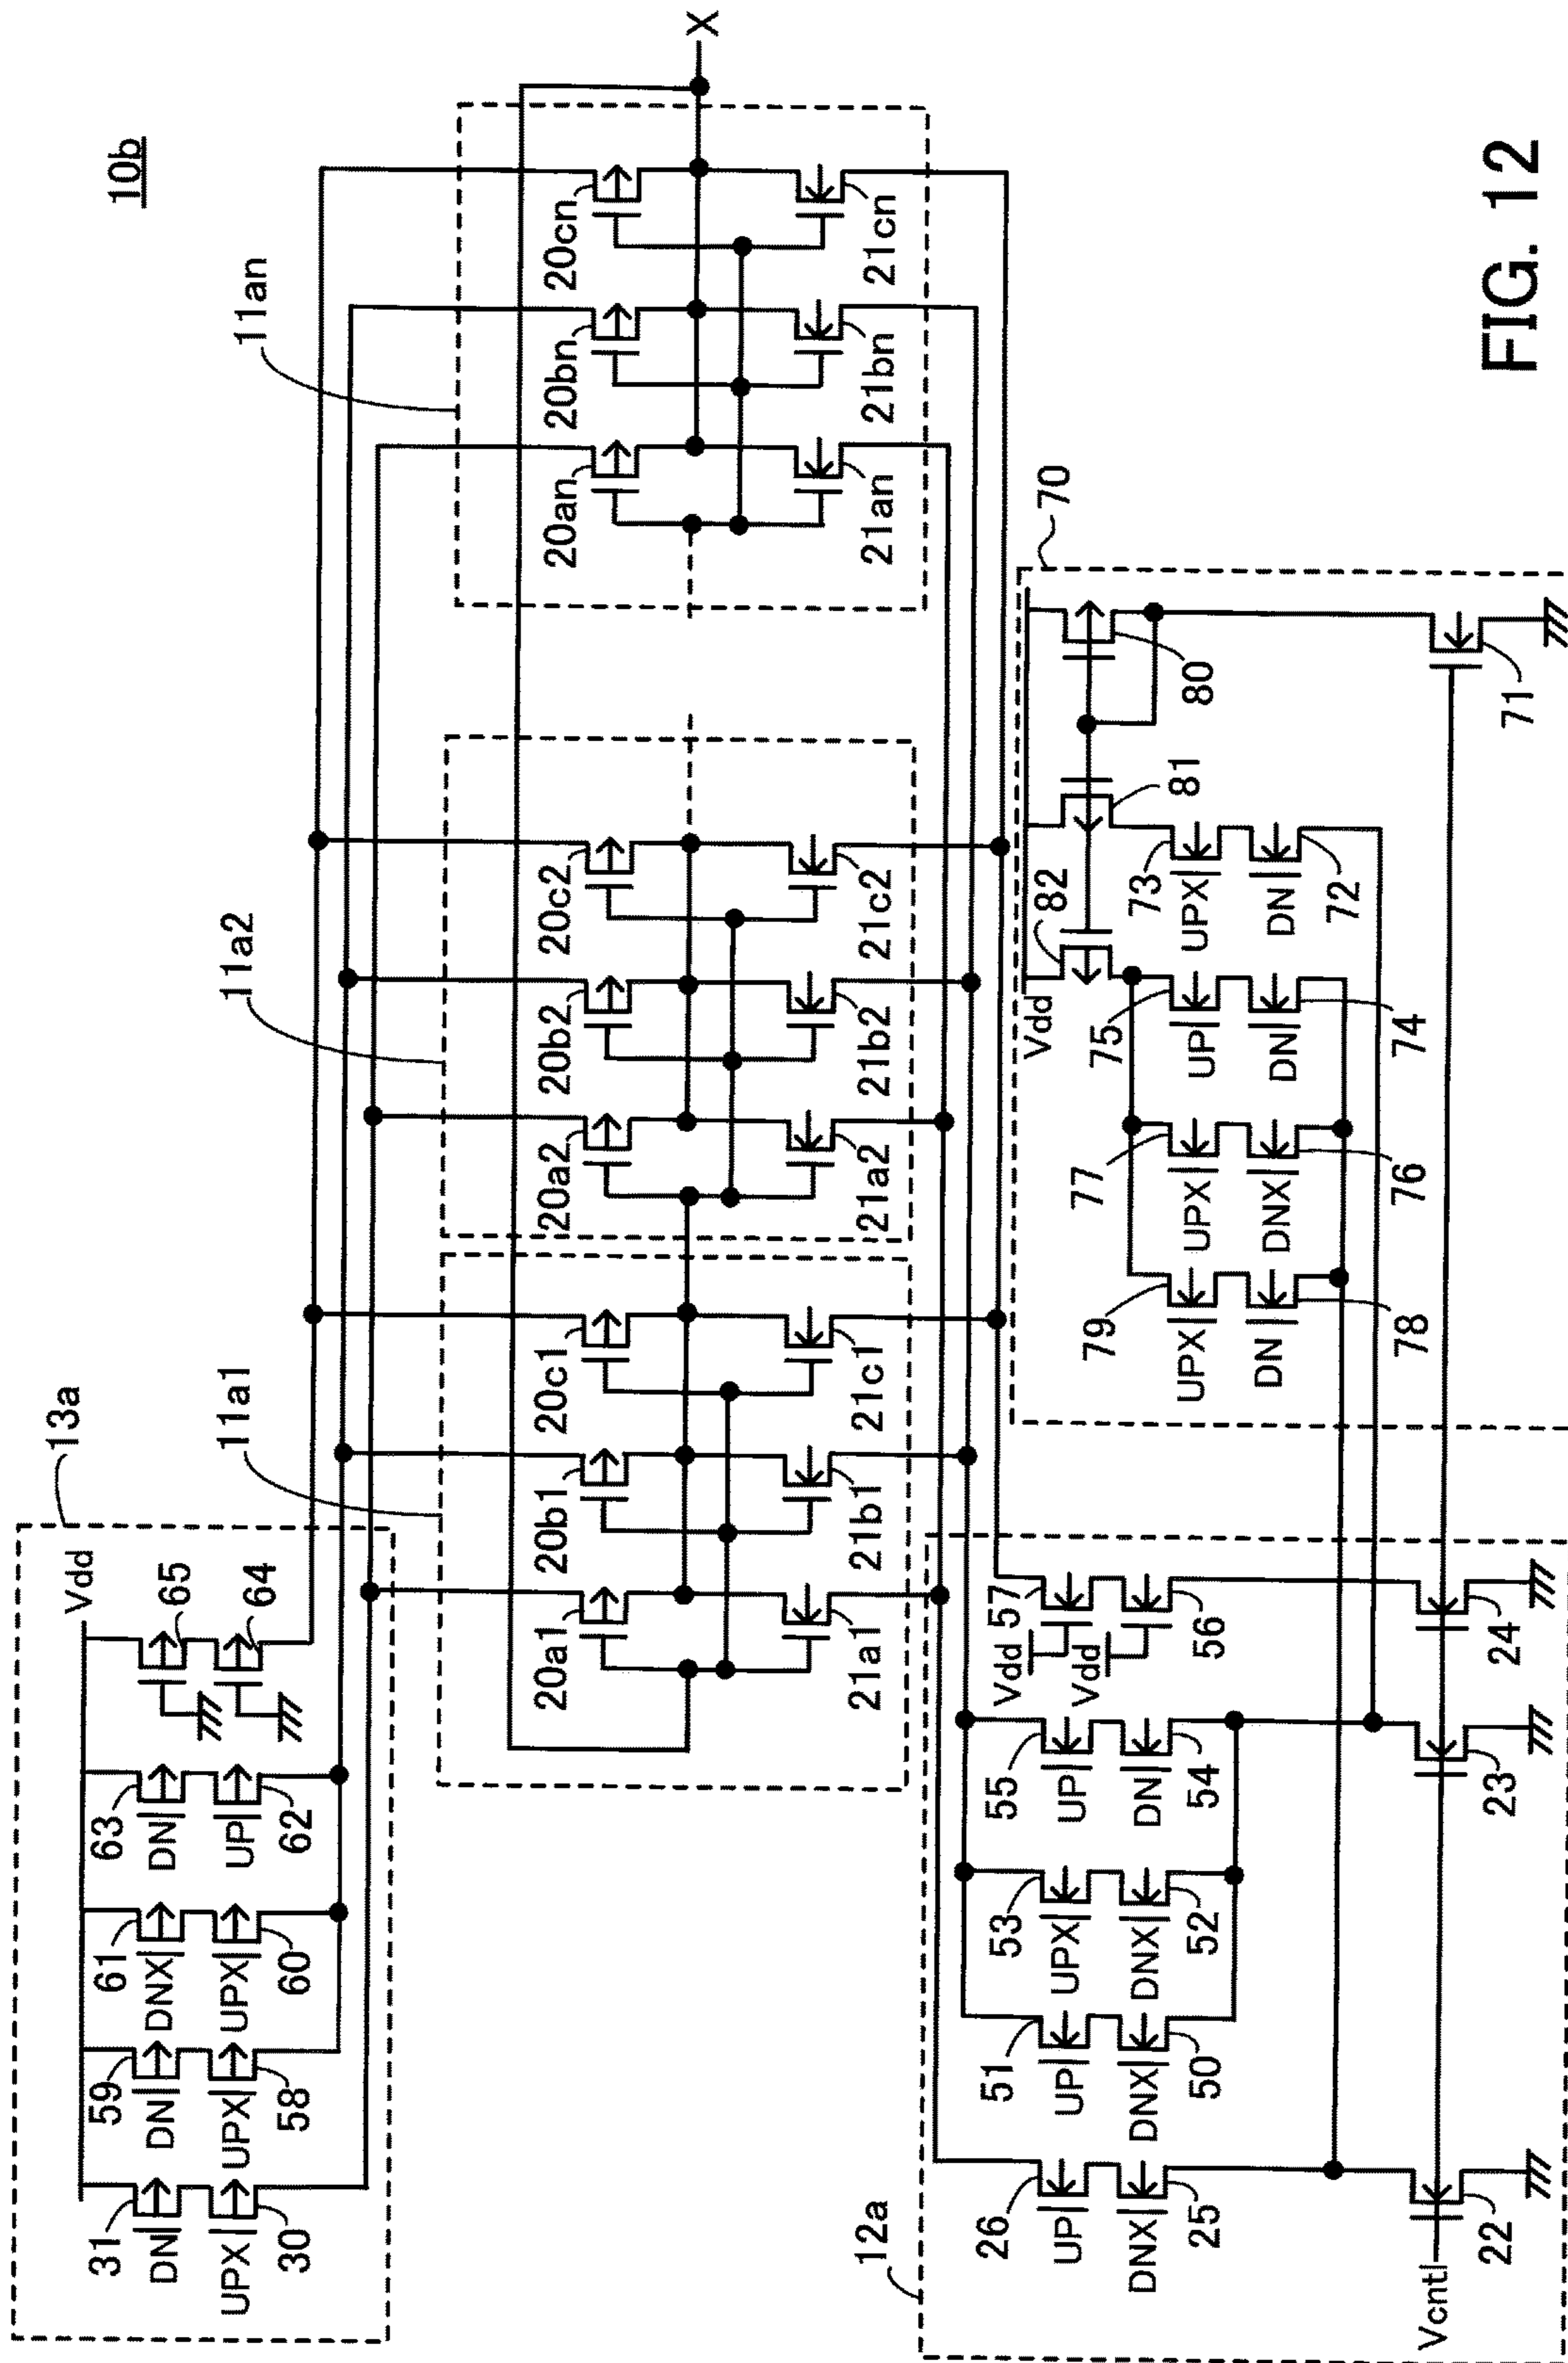 10b
13a
Vdd
31
DN
UPX
30
59
DN
UPX
58
61
DNX
UPX
60
63
DN
UP
62
65
64
11a1
11a2
11an
20a1
20b1
20c1
20a2
20b2
20c2
20an
20bn
20cn
X
21a1
21b1
21c1
21a2
21b2
21c2
21an
21bn
21cn
12a
26
UP
DNX
25
51
UP
DNX
50
53
UPX
DNX
52
55
UP
DN
54
Vdd
57
Vdd
56
Vcntl
22
23
24
70
Vdd
79
UPX
DN
78
77
UPX
DNX
76
75
UP
DN
74
82
73
UPX
DN
72
81
80
71
FIG. 12